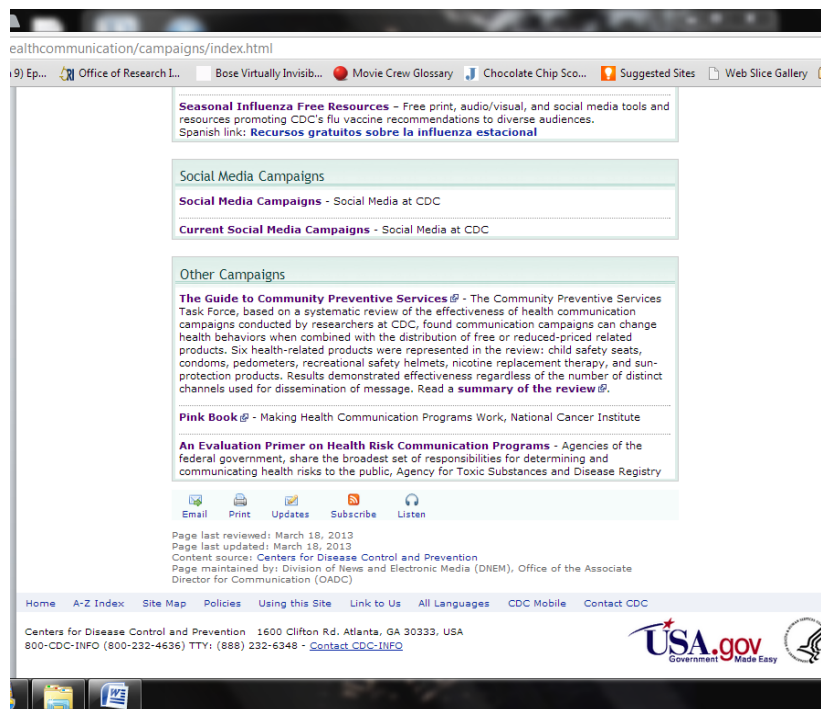 ealthcommunication/campaigns/index.html
9) Ep... Office of Research I... Bose Virtually Invisib... Movie Crew Glossary Chocolate Chip Sco... Suggested Sites Web Slice Gallery
Seasonal Influenza Free Resources – Free print, audio/visual, and social media tools and
resources promoting CDC's flu vaccine recommendations to diverse audiences.
Spanish link: Recursos gratuitos sobre la influenza estacional
Social Media Campaigns
Social Media Campaigns - Social Media at CDC
Current Social Media Campaigns - Social Media at CDC
Other Campaigns
The Guide to Community Preventive Services - The Community Preventive Services
Task Force, based on a systematic review of the effectiveness of health communication
campaigns conducted by researchers at CDC, found communication campaigns can change
health behaviors when combined with the distribution of free or reduced-priced related
products. Six health-related products were represented in the review: child safety seats,
condoms, pedometers, recreational safety helmets, nicotine replacement therapy, and sun-
protection products. Results demonstrated effectiveness regardless of the number of distinct
channels used for dissemination of message. Read a summary of the review.
Pink Book - Making Health Communication Programs Work, National Cancer Institute
An Evaluation Primer on Health Risk Communication Programs - Agencies of the
federal government, share the broadest set of responsibilities for determining and
communicating health risks to the public, Agency for Toxic Substances and Disease Registry
Email Print Updates Subscribe Listen
Page last reviewed: March 18, 2013
Page last updated: March 18, 2013
Content source: Centers for Disease Control and Prevention
Page maintained by: Division of News and Electronic Media (DNEM), Office of the Associate
Director for Communication (OADC)
Home A-Z Index Site Map Policies Using this Site Link to Us All Languages CDC Mobile Contact CDC
Centers for Disease Control and Prevention 1600 Clifton Rd. Atlanta, GA 30333, USA
800-CDC-INFO (800-232-4636) TTY: (888) 232-6348 - Contact CDC-INFO
USA.gov
Government Made Easy